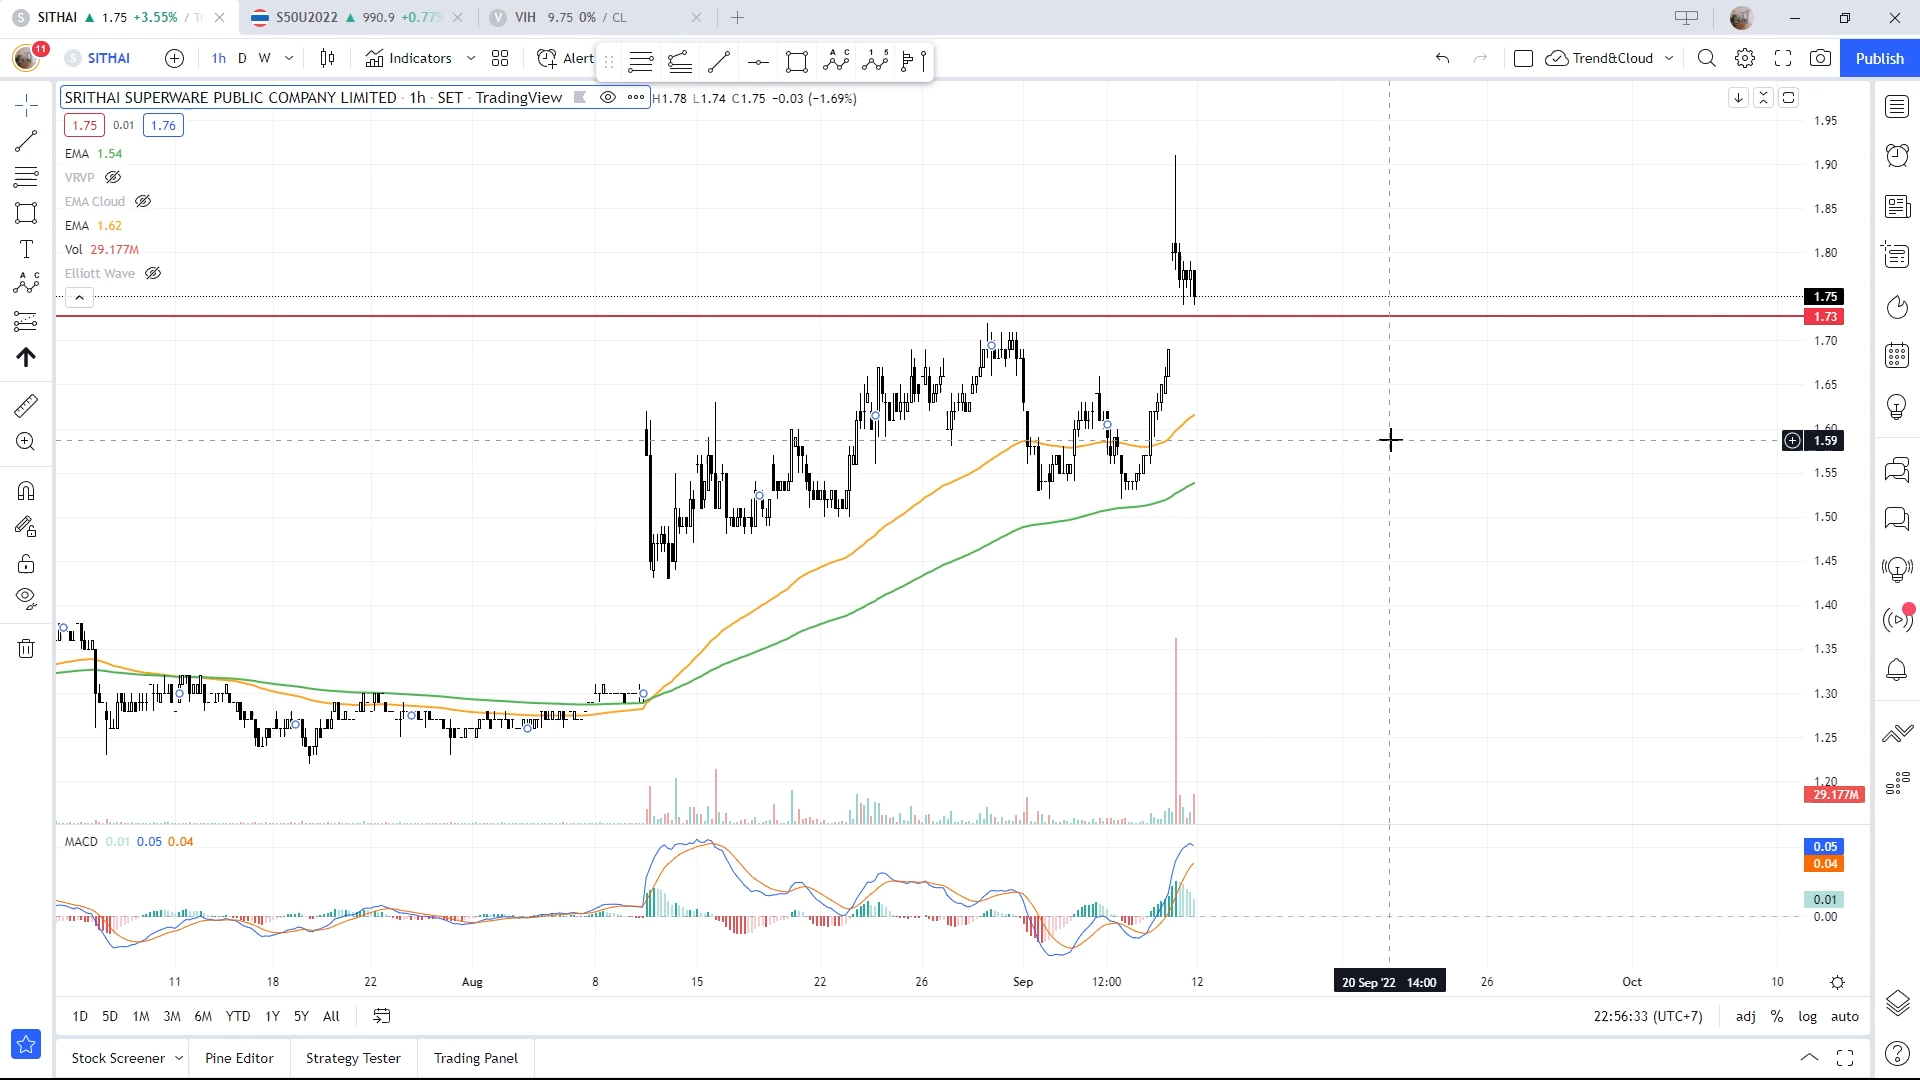 SITHAI ▲ 1.75 +3.55% / Tr
S50U2022 ▲ 990.9 +0.77%
VIH 9.75 0% / CL
11
SITHAI
1h D W
Indicators
Alert
Trend&Cloud
Publish
SRITHAI SUPERWARE PUBLIC COMPANY LIMITED · 1h · SET · TradingView
H1.78 L1.74 C1.75 −0.03 (−1.69%)
1.75 0.01 1.76
EMA 1.54
VRVP
EMA Cloud
EMA 1.62
Vol 29.177M
Elliott Wave
1.95
1.90
1.85
1.80
1.75
1.73
1.70
1.65
1.60
1.59
1.55
1.50
1.45
1.40
1.35
1.30
1.25
1.20
29.177M
MACD 0.01 0.05 0.04
0.05
0.04
0.01
0.00
11 18 22 Aug 8 15 22 26 Sep 12:00 12 20 Sep '22 14:00 26 Oct 10
1D 5D 1M 3M 6M YTD 1Y 5Y All
22:56:33 (UTC+7) adj % log auto
Stock Screener Pine Editor Strategy Tester Trading Panel